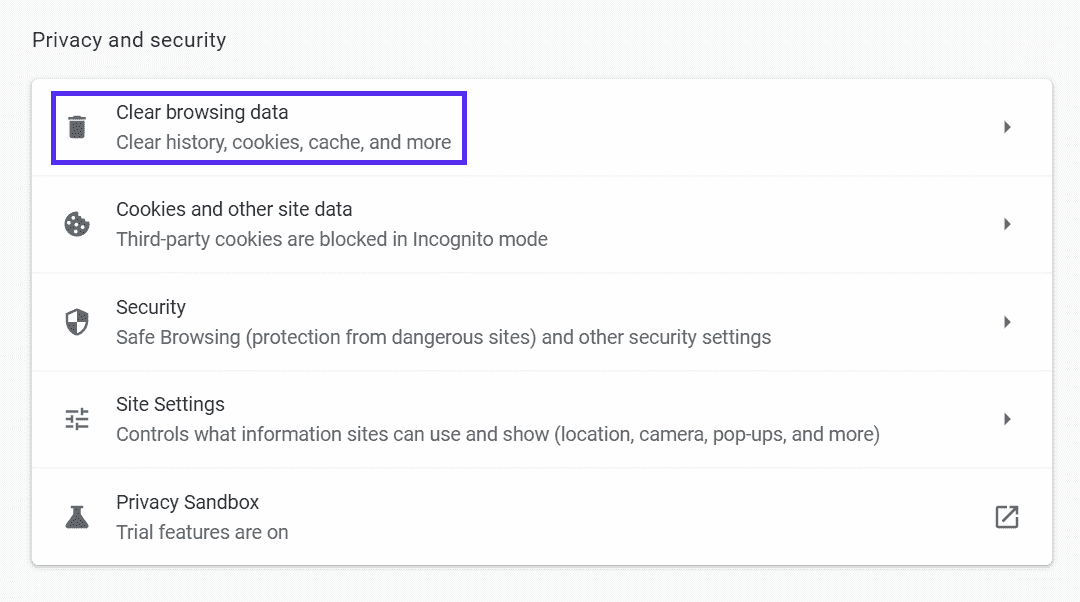 Privacy and security
Clear browsing data
Clear history, cookies, cache, and more
Cookies and other site data
Third-party cookies are blocked in Incognito mode
Security
Safe Browsing (protection from dangerous sites) and other security settings
Site Settings
Controls what information sites can use and show (location, camera, pop-ups, and more)
Privacy Sandbox
Trial features are on